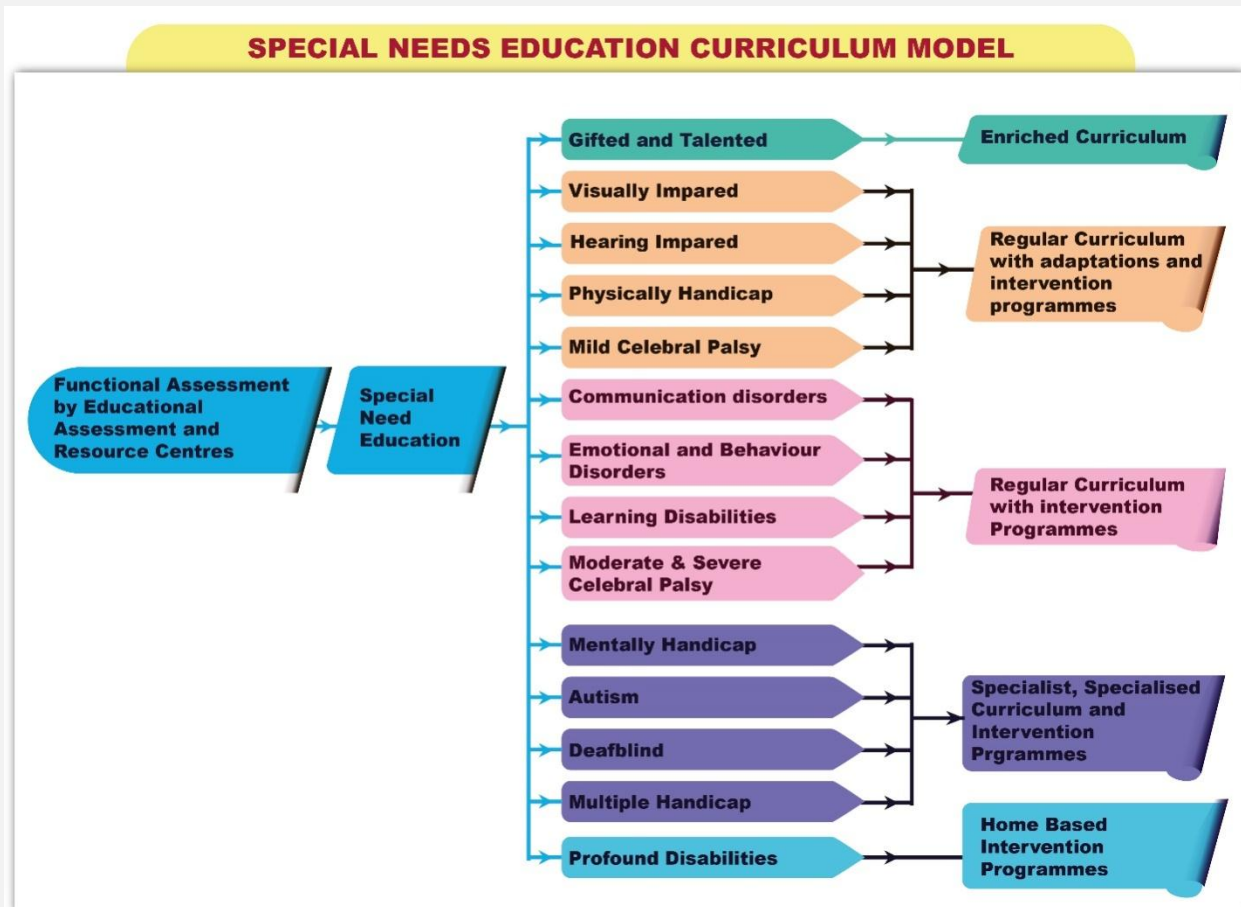 SPECIAL NEEDS EDUCATION CURRICULUM MODEL
Functional Assessment
by Educational
Assessment and
Resource Centres
Special
Need
Education
Gifted and Talented
Visually Impared
Hearing Impared
Physically Handicap
Mild Celebral Palsy
Communication disorders
Emotional and Behaviour
Disorders
Learning Disabilities
Moderate & Severe
Celebral Palsy
Mentally Handicap
Autism
Deafblind
Multiple Handicap
Profound Disabilities
Enriched Curriculum
Regular Curriculum
with adaptations and
intervention
programmes
Regular Curriculum
with intervention
Programmes
Specialist, Specialised
Curriculum and
Intervention
Prgrammes
Home Based
Intervention
Programmes